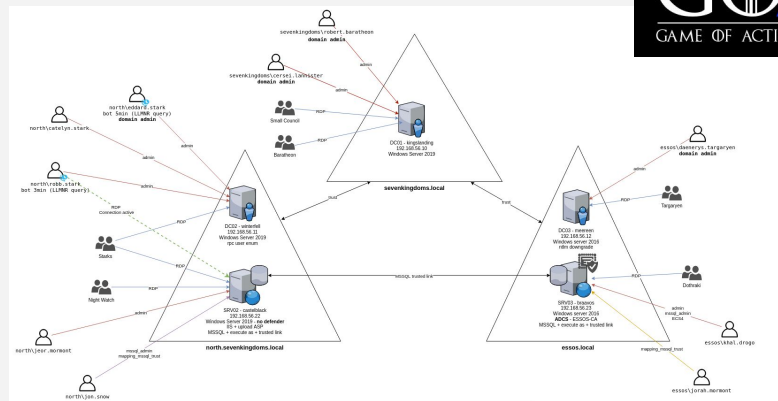 GAME OF ACTI
sevenkingdoms\robert.baratheon
domain admin
admin
sevenkingdoms\cersei.lannister
domain admin
admin
RDP
Small Council
RDP
Baratheon
DC01 - kingslanding
192.168.56.10
Windows Server 2019
sevenkingdoms.local
trust
trust
north\eddard.stark
bot 5min (LLMNR query)
domain admin
admin
north\catelyn.stark
admin
north\robb.stark
bot 3min (LLMNR query)
admin
RDP
Connection active
RDP
Starks
RDP
DC02 - winterfell
192.168.56.11
Windows Server 2019
rpc user enum
Night Watch
RDP
admin
north\jeor.mormont
mssql_admin
mapping_mssql_trust
north\jon.snow
SRV02 - castelblack
192.168.56.22
Windows Server 2019 - no defender
IIS + upload ASP
MSSQL + execute as + trusted link
north.sevenkingdoms.local
MSSQL trusted link
essos\daenerys.targaryen
domain admin
admin
RDP
Targaryen
DC03 - meereen
192.168.56.12
Windows server 2016
ntlm downgrade
RDP
Dothraki
SRV03 - braavos
192.168.56.23
Windows server 2016
ADCS - ESSOS-CA
MSSQL + execute as + trusted link
admin
mssql_admin
essos\khal.drogo
mapping_mssql_trust
essos\jorah.mormont
essos.local